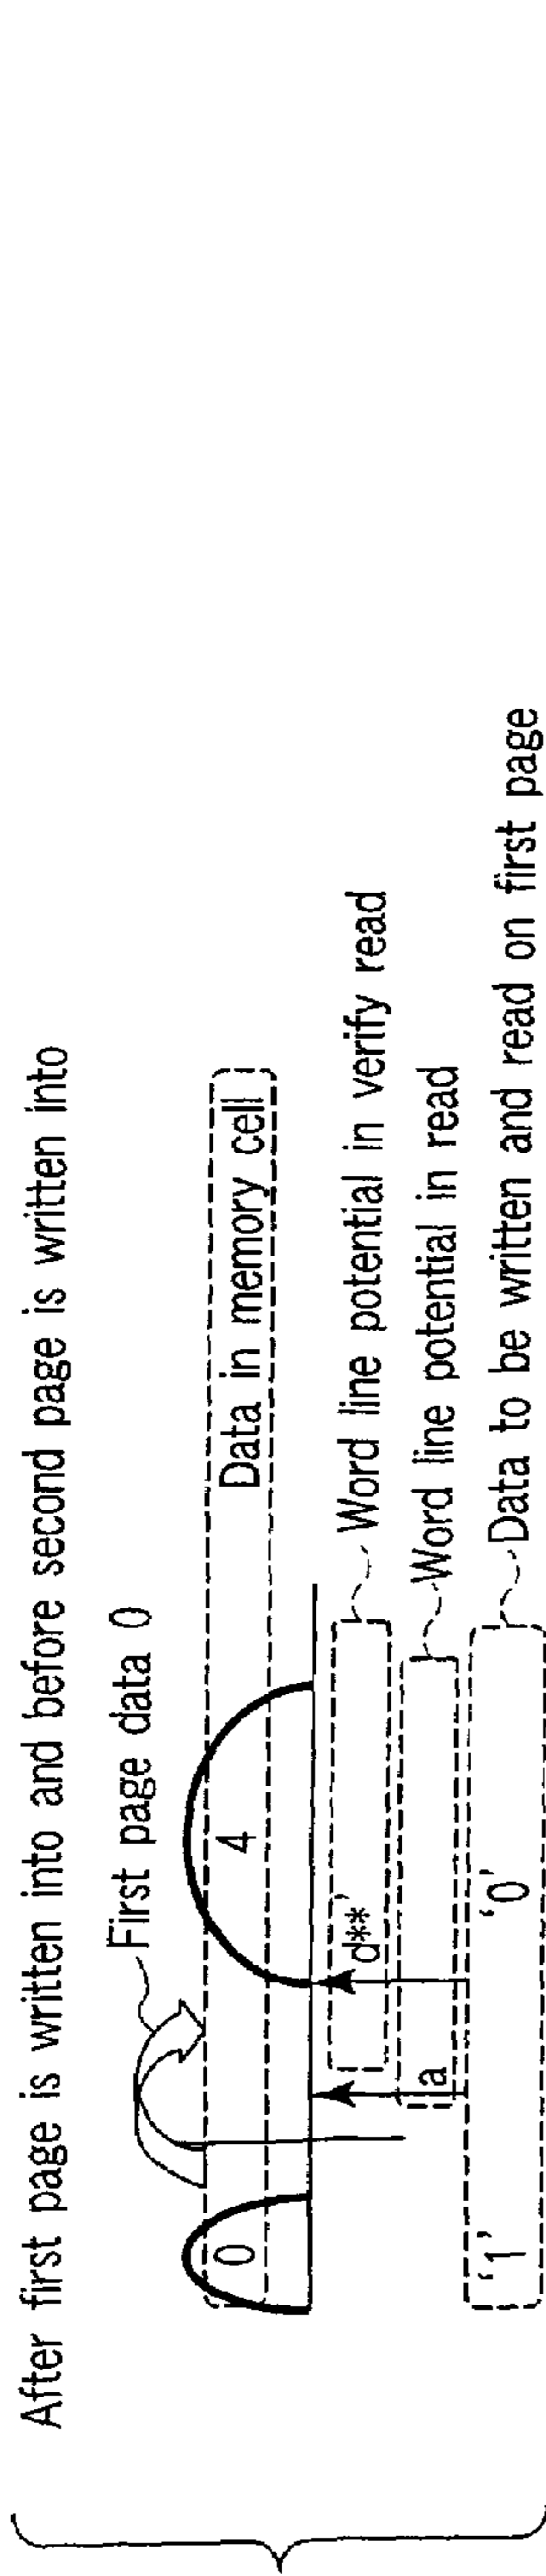 After first page is written into and before second page is written into
First page data 0
0
4
Data in memory cell
d**'
Word line potential in verify read
a
Word line potential in read
'1'
'0'
Data to be written and read on first page